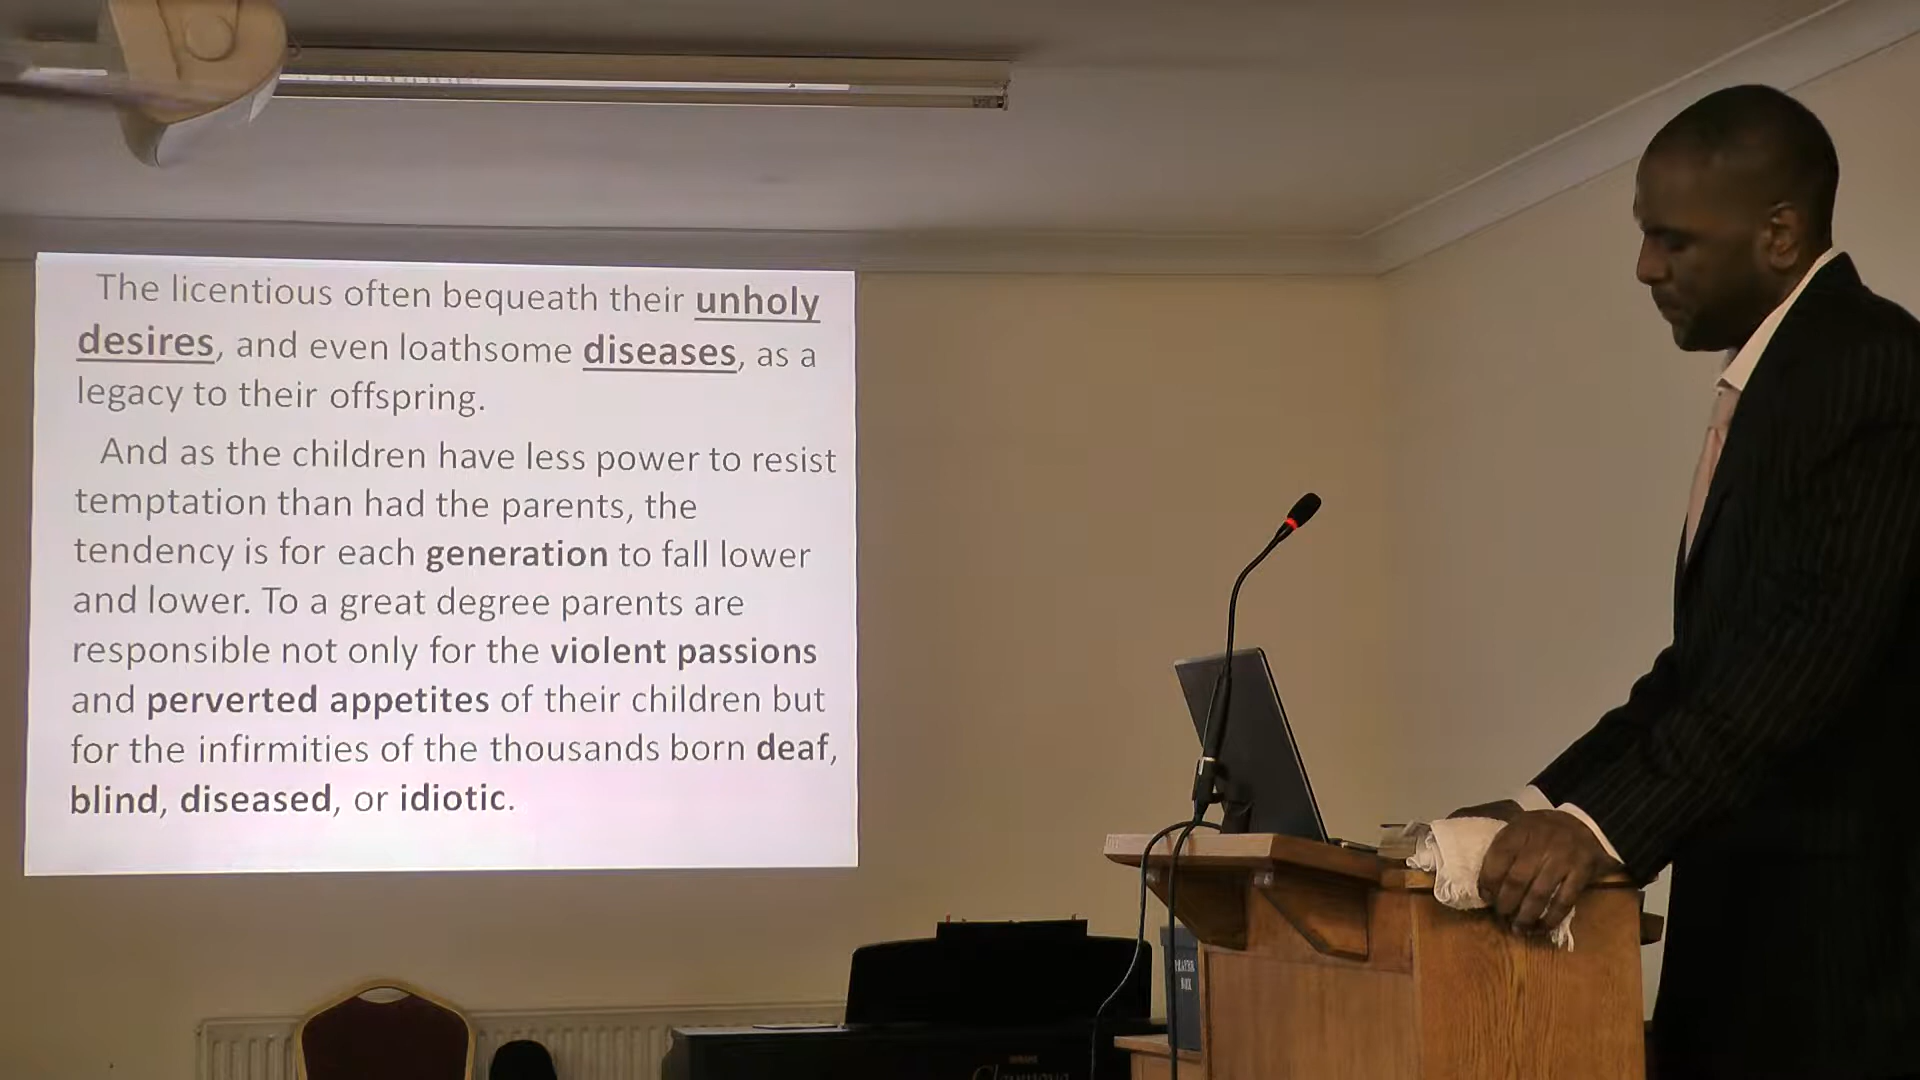 The licentious often bequeath their unholy
desires, and even loathsome diseases, as a
legacy to their offspring.
And as the children have less power to resist
temptation than had the parents, the
tendency is for each generation to fall lower
and lower. To a great degree parents are
responsible not only for the violent passions
and perverted appetites of their children but
for the infirmities of the thousands born deaf,
blind, diseased, or idiotic.
PRAYER
BOX
Clavinova